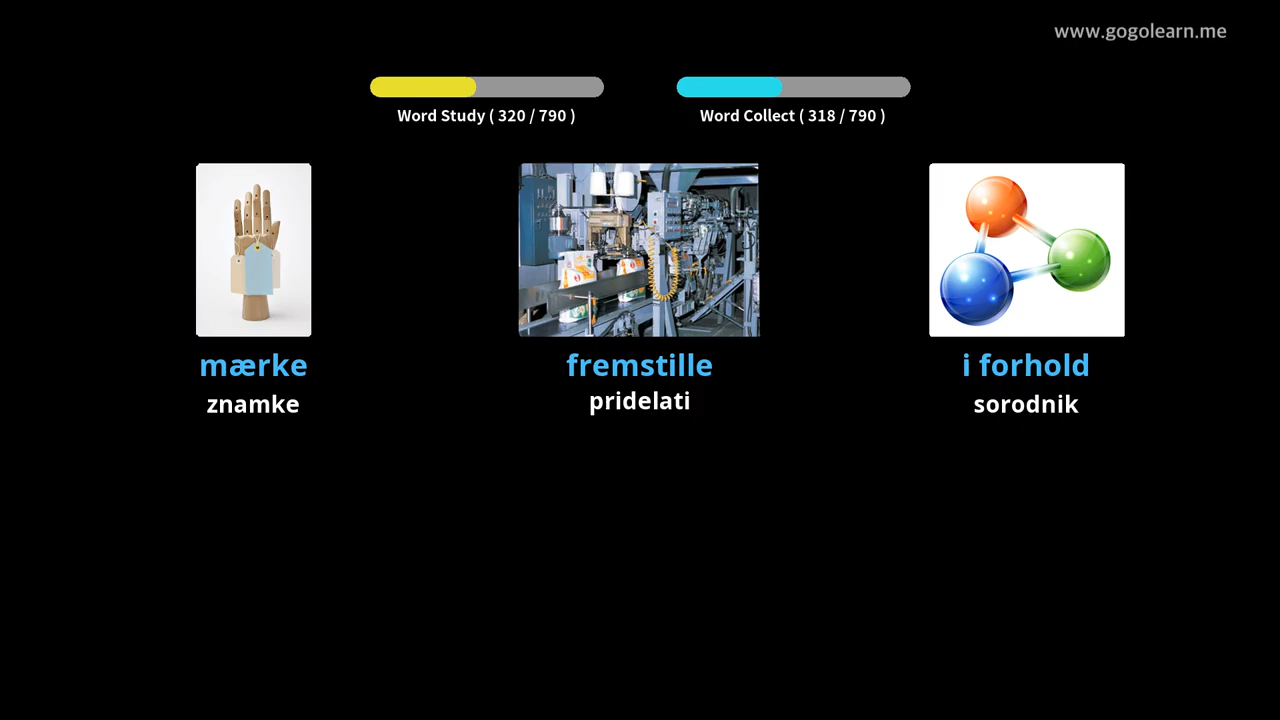 www.gogolearn.me
Word Study ( 320 / 790 )
Word Collect ( 318 / 790 )
mærke
znamke
fremstille
pridelati
i forhold
sorodnik